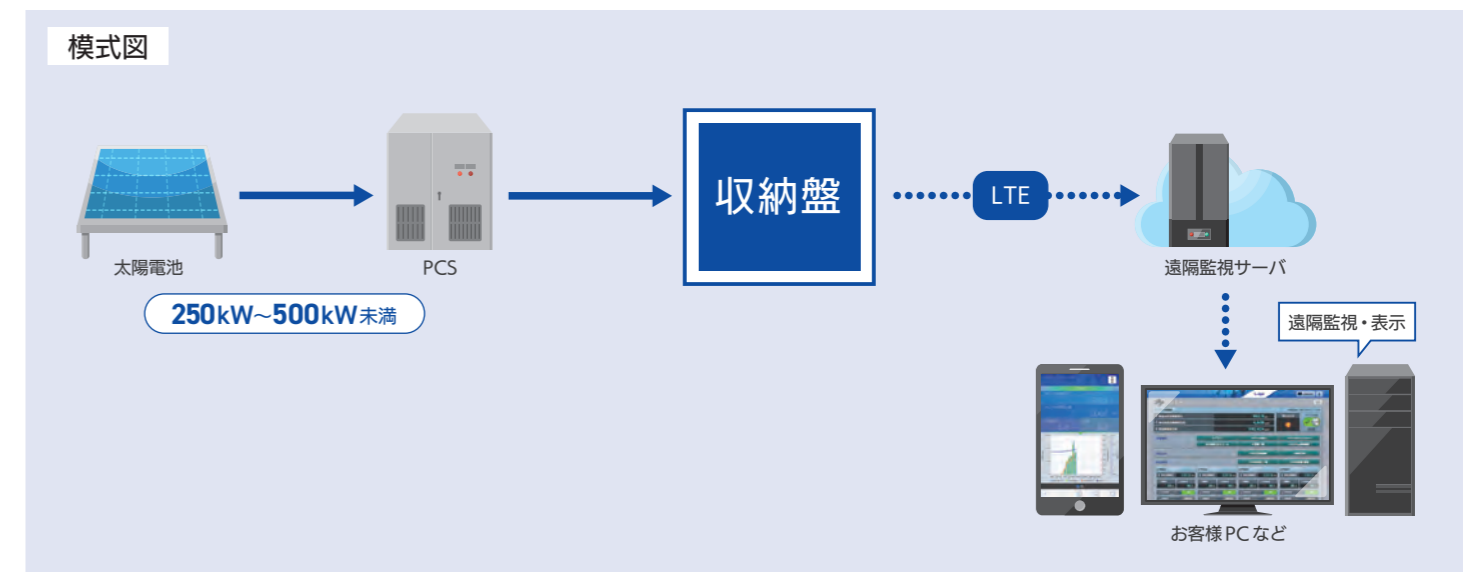 模式図
太陽電池
PCS
収納盤
LTE
遠隔監視サーバ
250kW~500kW未満
遠隔監視・表示
お客様PCなど